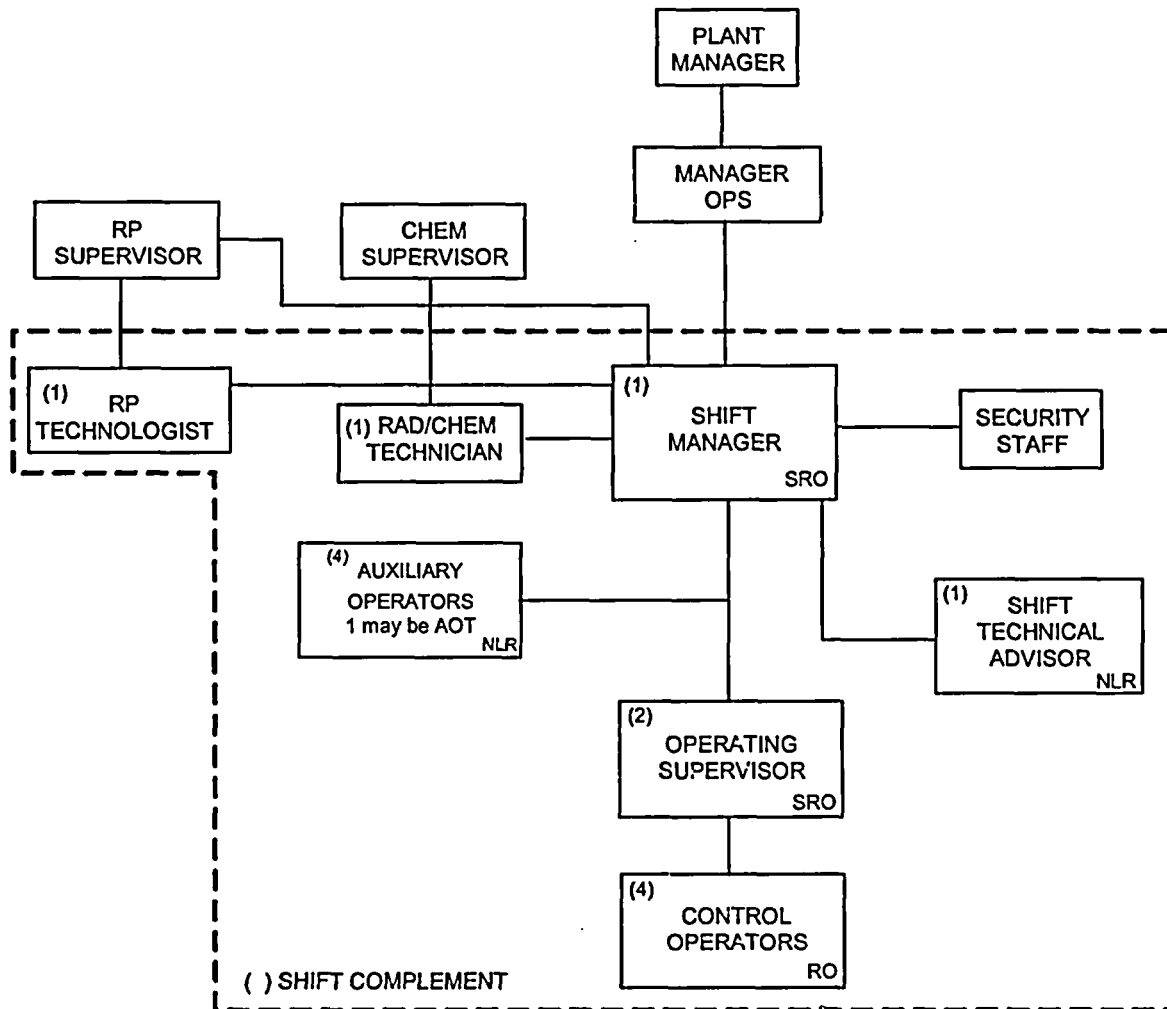 PLANT
MANAGER
MANAGER
OPS
RP
SUPERVISOR
CHEM
SUPERVISOR
(1)
RP
TECHNOLOGIST
(1) RAD/CHEM
TECHNICIAN
(1)
SHIFT
MANAGER
SRO
SECURITY
STAFF
(4)
AUXILIARY
OPERATORS
1 may be AOT
NLR
(1)
SHIFT
TECHNICAL
ADVISOR
NLR
(2)
OPERATING
SUPERVISOR
SRO
(4)
CONTROL
OPERATORS
RO
( ) SHIFT COMPLEMENT